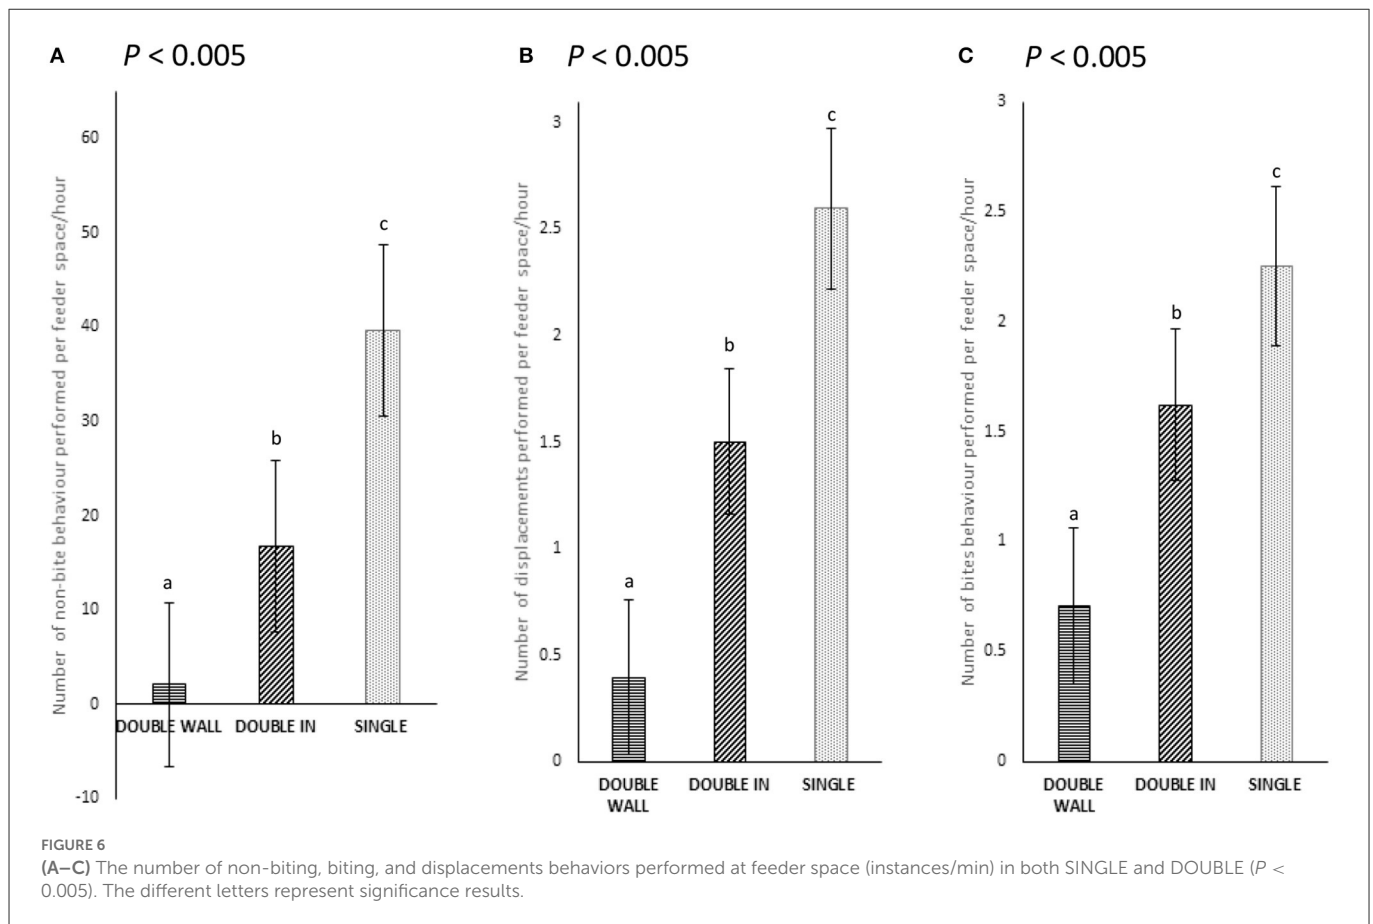 A P < 0.005
Number of non-bite behaviour performed per feeder space/hour
60
50
40
30
20
10
0
-10
a
b
c
DOUBLE WALL DOUBLE IN SINGLE
B P < 0.005
Number of displacements performed per feeder space/hour
3
2.5
2
1.5
1
0.5
0
a
b
c
DOUBLE WALL DOUBLE IN SINGLE
C P < 0.005
Number of bites behaviour performed per feeder space/hour
3
2.5
2
1.5
1
0.5
0
a
b
c
DOUBLE WALL DOUBLE IN SINGLE
FIGURE 6
(A–C) The number of non-biting, biting, and displacements behaviors performed at feeder space (instances/min) in both SINGLE and DOUBLE (P <
0.005). The different letters represent significance results.